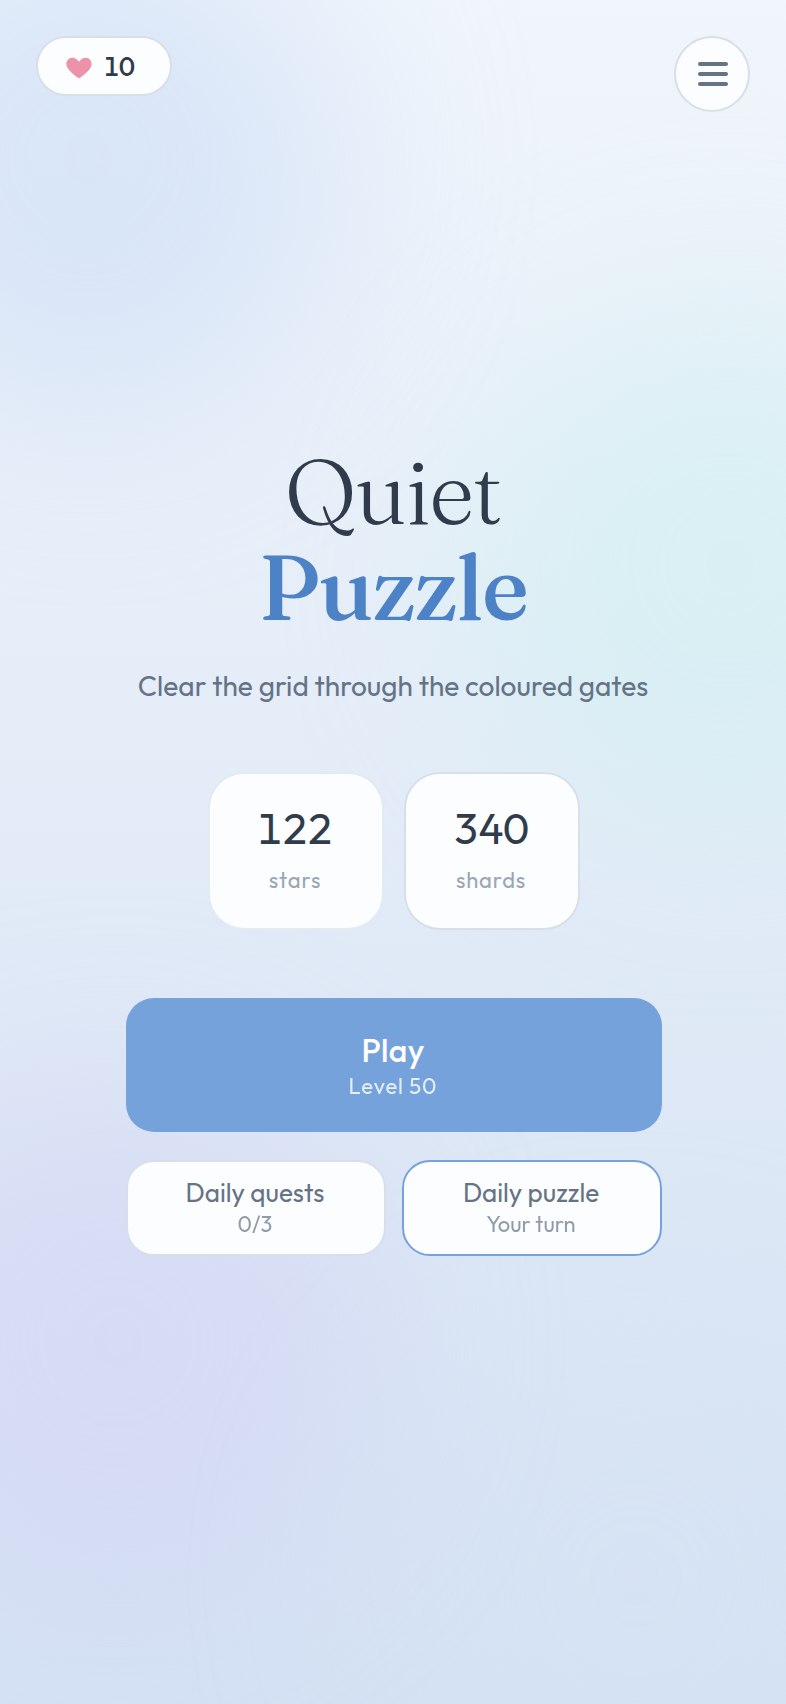 10
Quiet
Puzzle
Clear the grid through the coloured gates
122
stars
340
shards
Play
Level 50
Daily quests
0/3
Daily puzzle
Your turn